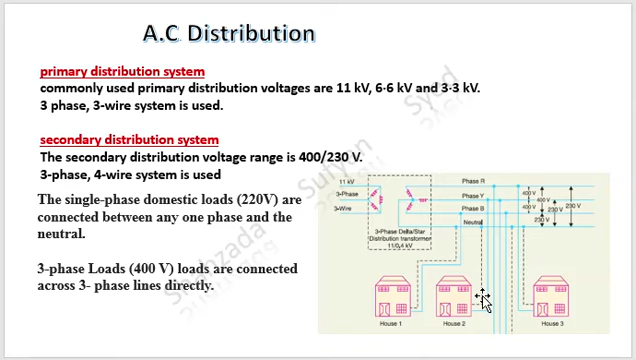 A.C Distribution
primary distribution system
commonly used primary distribution voltages are 11 kV, 6·6 kV and 3·3 kV.
3 phase, 3-wire system is used.
secondary distribution system
The secondary distribution voltage range is 400/230 V.
3-phase, 4-wire system is used
The single-phase domestic loads (220V) are
connected between any one phase and the
neutral.
3-phase Loads (400 V) loads are connected
across 3- phase lines directly.
11 kV
3-Phase
3-Wire
3-Phase Delta/Star
Distribution transformer
11/0.4 kV
Phase R
Phase Y
Phase B
Neutral
400 V
400 V
400 V
230 V
230 V
230 V
House 1
House 2
House 3
Shahzada
Sufyan
Syed